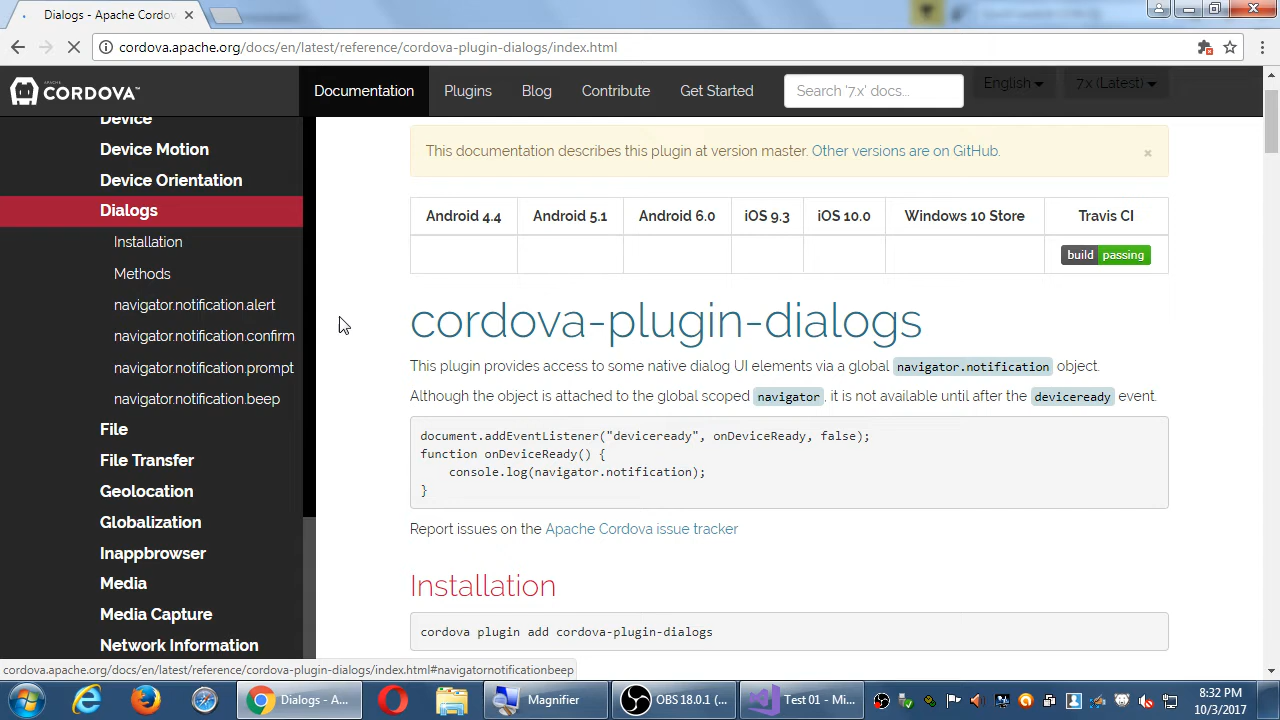 Dialogs - Apache Cordov
cordova.apache.org/docs/en/latest/reference/cordova-plugin-dialogs/index.html
APACHE
CORDOVA™
Documentation
Plugins
Blog
Contribute
Get Started
Search '7.x' docs...
English
7.x (Latest)
Device
Device Motion
Device Orientation
Dialogs
Installation
Methods
navigator.notification.alert
navigator.notification.confirm
navigator.notification.prompt
navigator.notification.beep
File
File Transfer
Geolocation
Globalization
Inappbrowser
Media
Media Capture
Network Information
This documentation describes this plugin at version master. Other versions are on GitHub.
×
Android 4.4 Android 5.1 Android 6.0 iOS 9.3 iOS 10.0 Windows 10 Store Travis CI
build passing
cordova-plugin-dialogs
This plugin provides access to some native dialog UI elements via a global navigator.notification object.
Although the object is attached to the global scoped navigator, it is not available until after the deviceready event.
document.addEventListener("deviceready", onDeviceReady, false);
function onDeviceReady() {
console.log(navigator.notification);
}
Report issues on the Apache Cordova issue tracker
Installation
cordova plugin add cordova-plugin-dialogs
cordova.apache.org/docs/en/latest/reference/cordova-plugin-dialogs/index.html#navigatornotificationbeep
Dialogs - A...
Magnifier
OBS 18.0.1 (...
Test 01 - Mi...
8:32 PM
10/3/2017